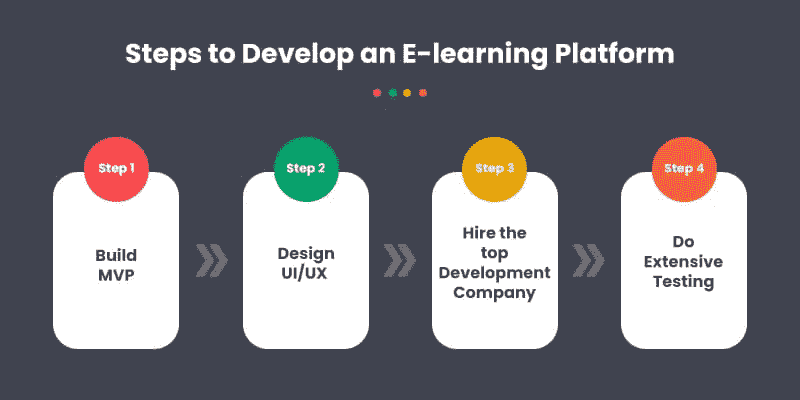 Steps to Develop an E-learning Platform
Step 1
Build
MVP
Step 2
Design
UI/UX
Step 3
Hire the
top
Development
Company
Step 4
Do
Extensive
Testing